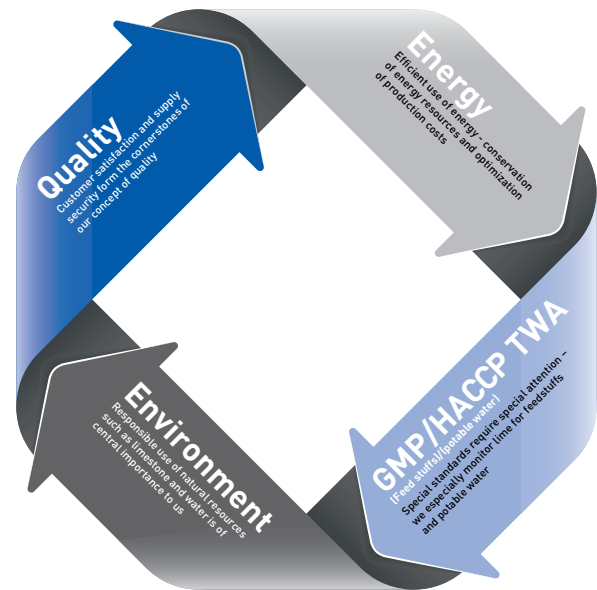 Quality
Customer satisfaction and supply
security form the cornerstones of
our concept of quality
Energy
Efficient use of energy – conservation
of energy resources and optimization
of production costs
GMP/HACCP TWA
(Feed stuffs)/(potable water)
Special standards require special attention –
we especially monitor lime for feedstuffs
and potable water
Environment
Responsible use of natural resources
such as limestone and water is of
central importance to us